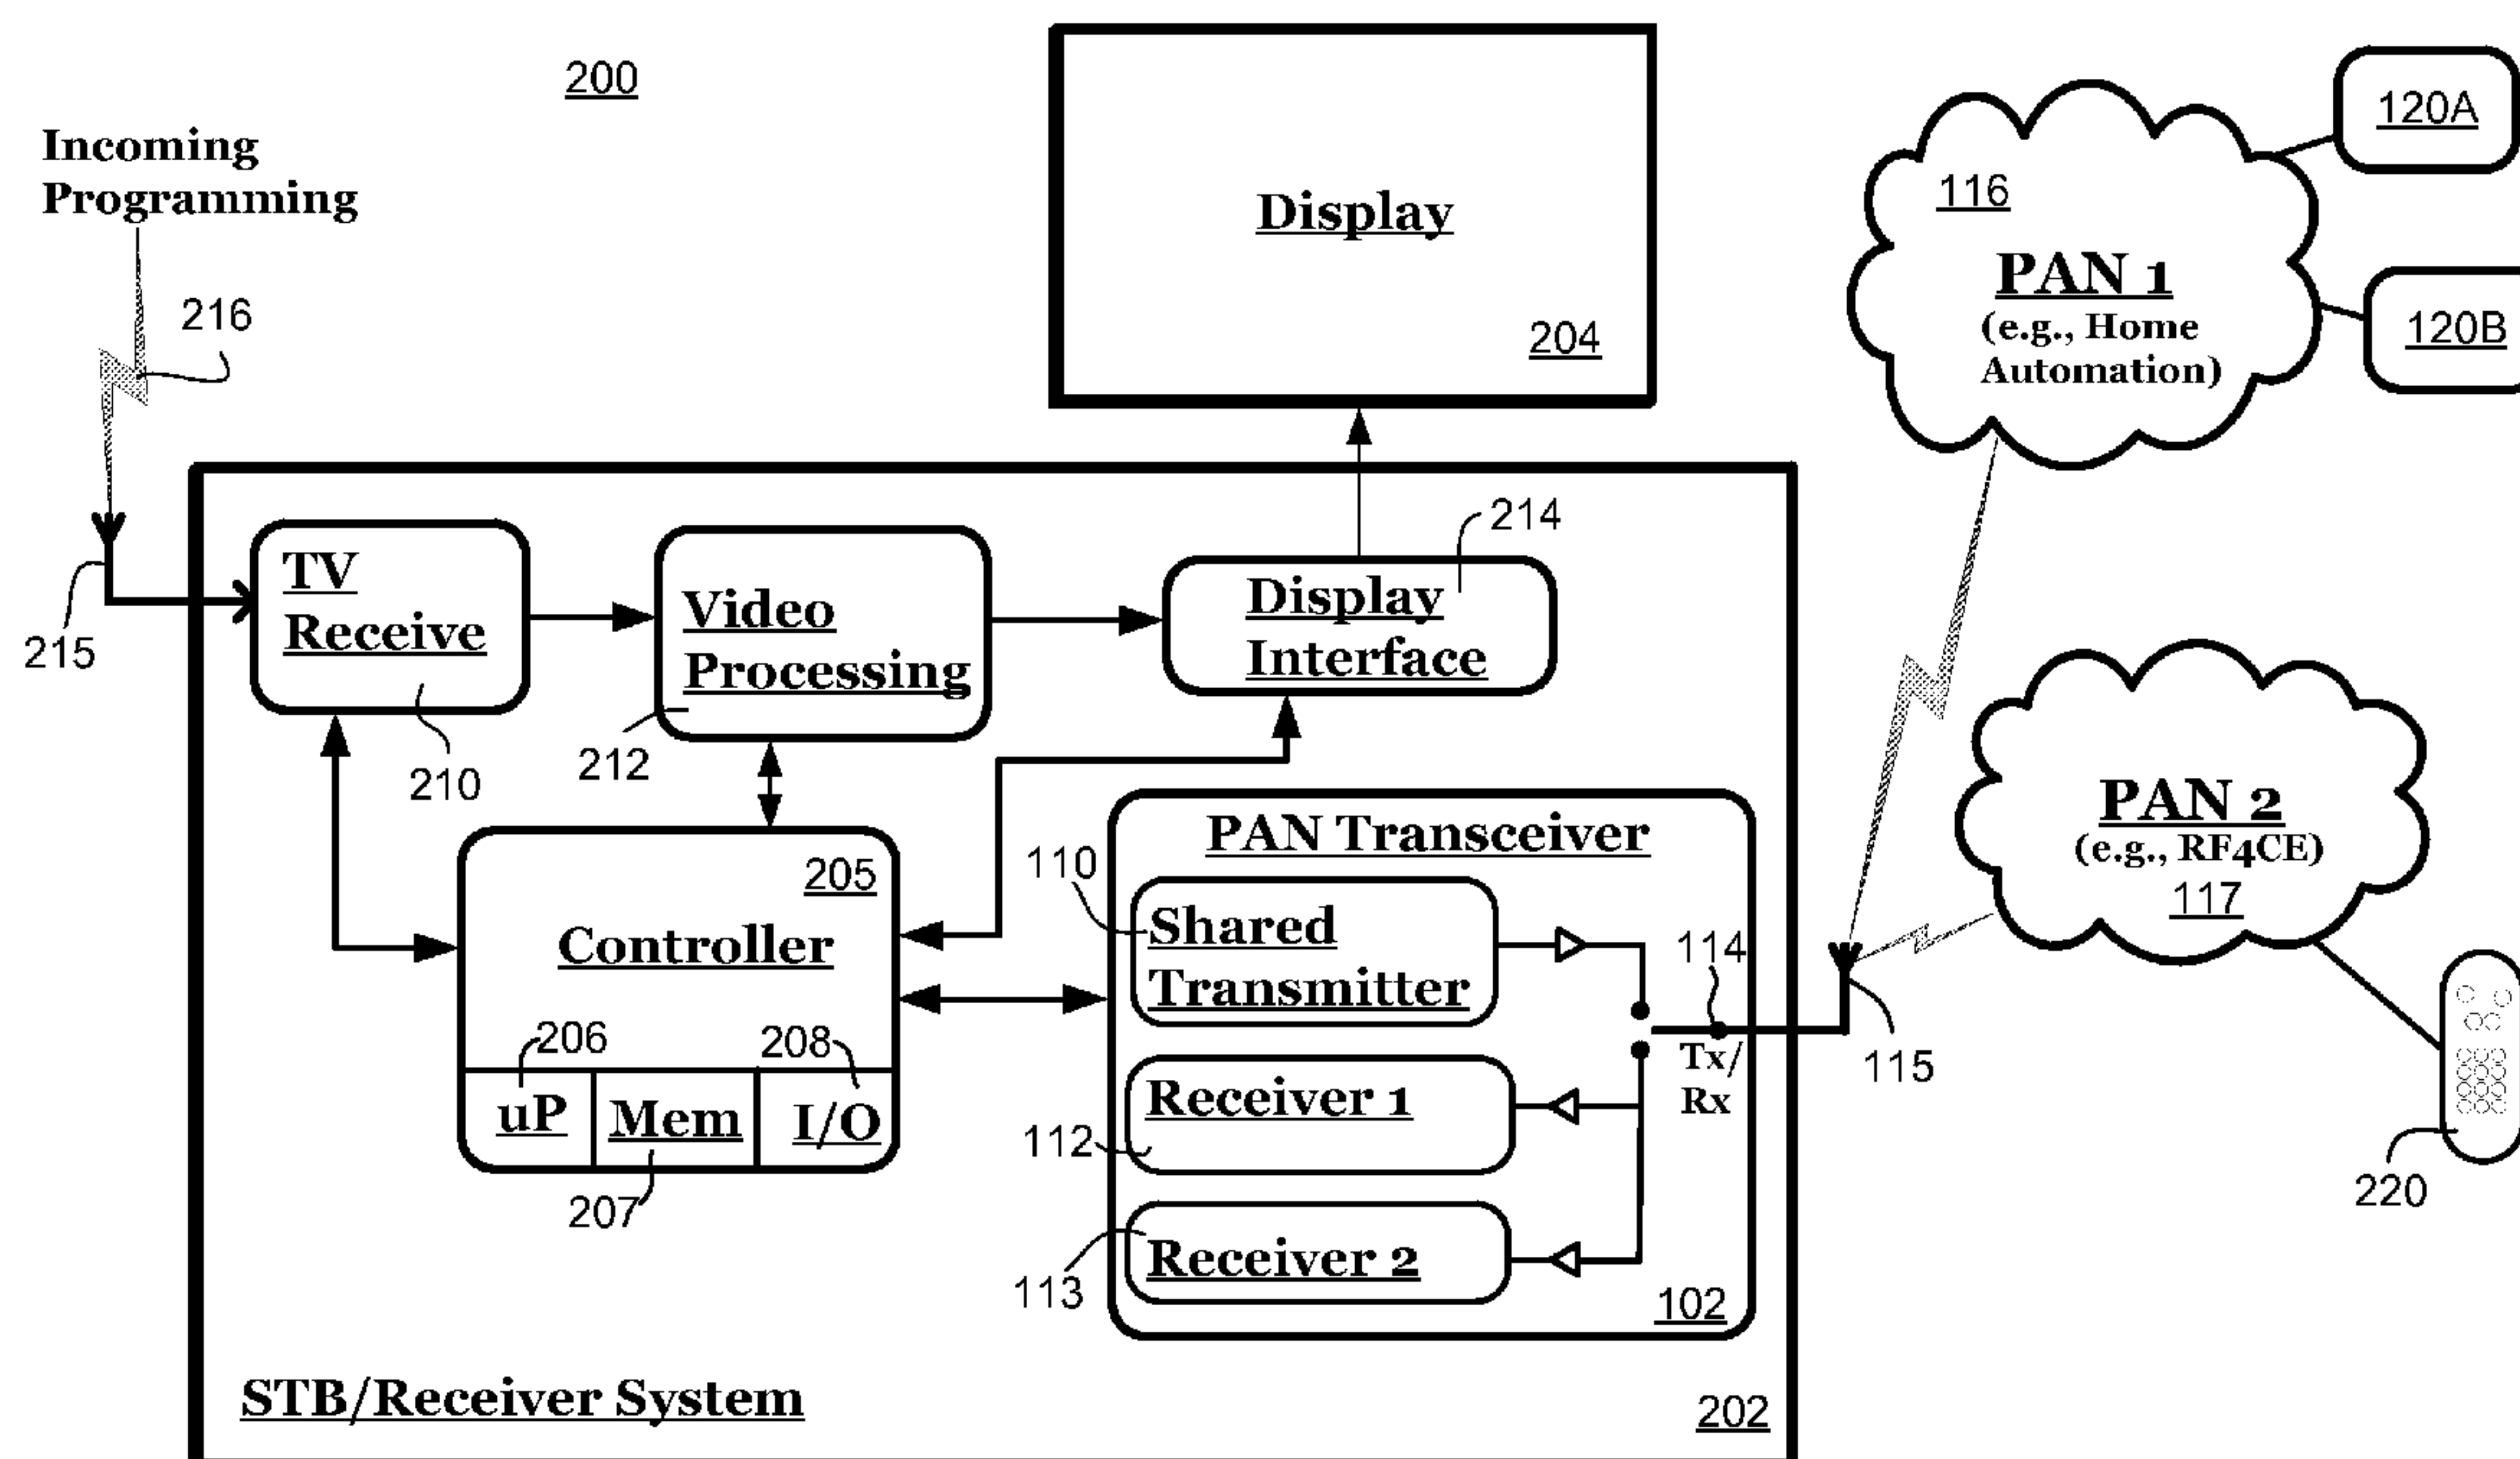 200
Incoming
Programming
216
215
Display
204
116
PAN 1
(e.g., Home
Automation)
120A
120B
TV
Receive
210
Video
Processing
212
214
Display
Interface
205
Controller
206
208
uP
Mem
I/O
207
PAN Transceiver
110
Shared
Transmitter
114
Tx/
Rx
115
Receiver 1
112
Receiver 2
113
102
PAN 2
(e.g., RF4CE)
117
220
STB/Receiver System
202